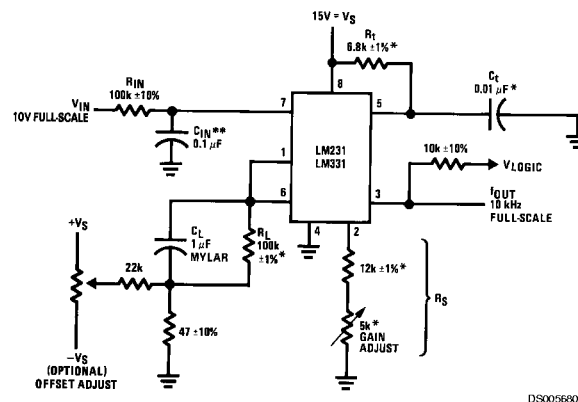 15V = VS
Rt
6.8k ±1%*
8
RIN
100k ±10%
VIN
10V FULL-SCALE
7
5
Ct
0.01 µF*
CIN**
0.1 µF
LM231
LM331
1
10k ±10%
VLOGIC
6
3
fOUT
10 kHz
FULL-SCALE
4
2
+VS
CL
1 µF
MYLAR
RL
100k
±1%*
22k
12k ±1%*
RS
47 ±10%
5k*
GAIN
ADJUST
−VS
(OPTIONAL)
OFFSET ADJUST
DS005680